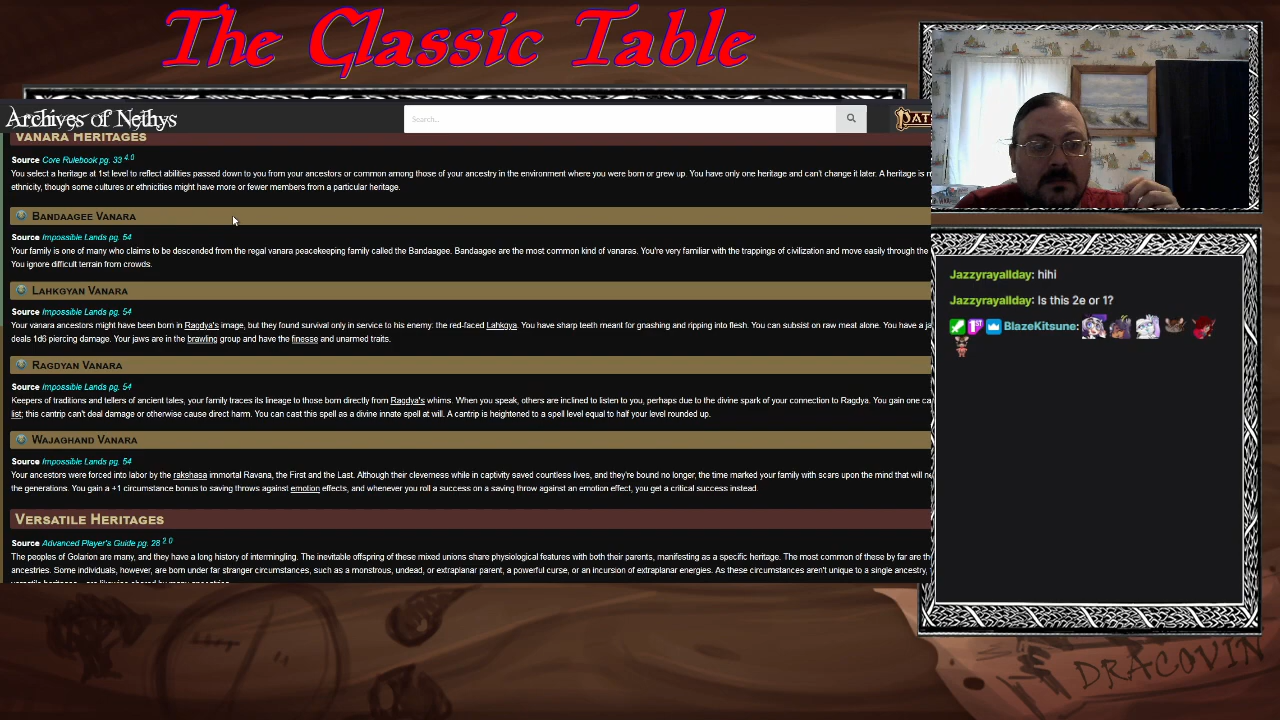 The Classic Table
Archives of Nethys
Search...
VANARA HERITAGES
Source Core Rulebook pg. 33 4.0
You select a heritage at 1st level to reflect abilities passed down to you from your ancestors or common among those of your ancestry in the environment where you were born or grew up. You have only one heritage and can't change it later. A heritage is
ethnicity, though some cultures or ethnicities might have more or fewer members from a particular heritage.
BANDAAGEE VANARA
Source Impossible Lands pg. 54
Your family is one of many who claims to be descended from the regal vanara peacekeeping family called the Bandaagee. Bandaagee are the most common kind of vanaras. You're very familiar with the trappings of civilization and move easily through the
You ignore difficult terrain from crowds.
LAHKGYAN VANARA
Source Impossible Lands pg. 54
Your vanara ancestors might have been born in Ragdya's image, but they found survival only in service to his enemy: the red-faced Lahkgya. You have sharp teeth meant for gnashing and ripping into flesh. You can subsist on raw meat alone. You have a
deals 1d6 piercing damage. Your jaws are in the brawling group and have the finesse and unarmed traits.
RAGDYAN VANARA
Source Impossible Lands pg. 54
Keepers of traditions and tellers of ancient tales, your family traces its lineage to those born directly from Ragdya's whims. When you speak, others are inclined to listen to you, perhaps due to the divine spark of your connection to Ragdya. You gain one
list; this cantrip can't deal damage or otherwise cause direct harm. You can cast this spell as a divine innate spell at will. A cantrip is heightened to a spell level equal to half your level rounded up.
WAJAGHAND VANARA
Source Impossible Lands pg. 54
Your ancestors were forced into labor by the rakshasa immortal Ravana, the First and the Last. Although their cleverness while in captivity saved countless lives, and they're bound no longer, the time marked your family with scars upon the mind that will
the generations. You gain a +1 circumstance bonus to saving throws against emotion effects, and whenever you roll a success on a saving throw against an emotion effect, you get a critical success instead.
VERSATILE HERITAGES
Source Advanced Player's Guide pg. 28 2.0
The peoples of Golarion are many, and they have a long history of intermingling. The inevitable offspring of these mixed unions share physiological features with both their parents, manifesting as a specific heritage. The most common of these by far are
ancestries. Some individuals, however, are born under far stranger circumstances, such as a monstrous, undead, or extraplanar parent, a powerful curse, or an incursion of extraplanar energies. As these circumstances aren't unique to a single ancestry,
Jazzyrayallday: hihi
Jazzyrayallday: Is this 2e or 1?
BlazeKitsune:
DRACOVIN